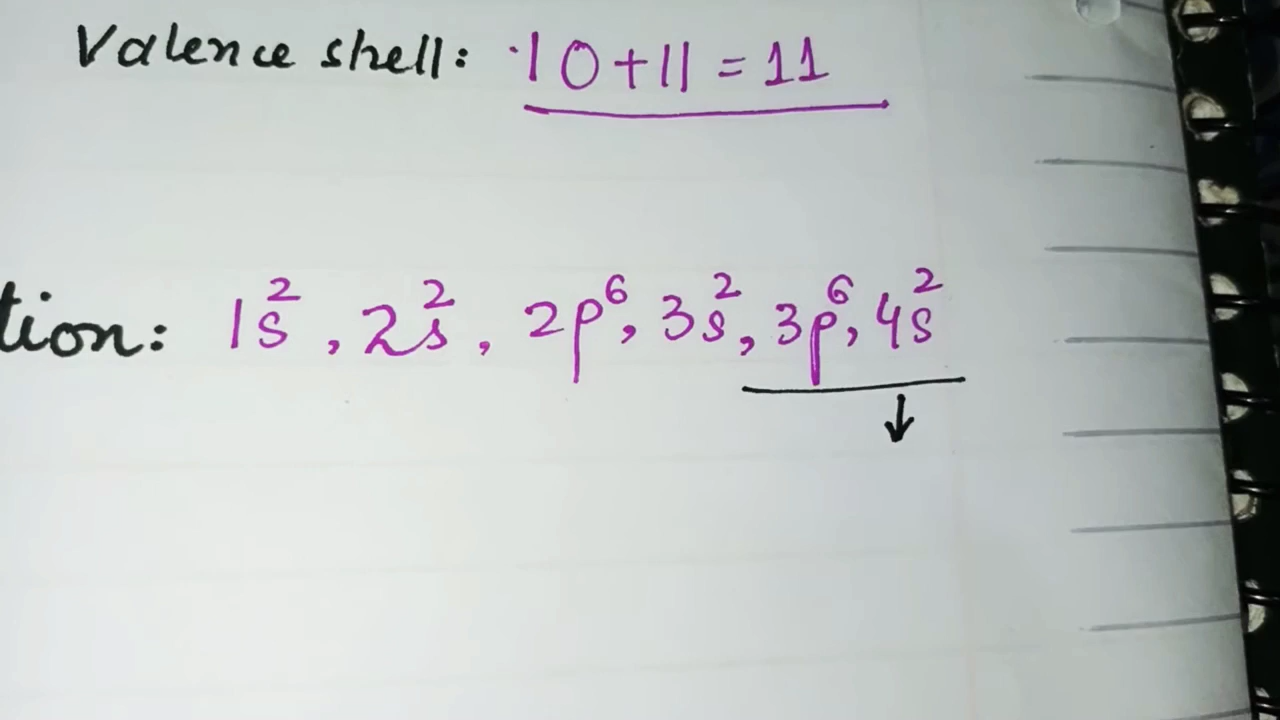 Valence shell: 10+11 = 11
tion: 1s², 2s², 2p⁶, 3s², 3p⁶, 4s²
↓